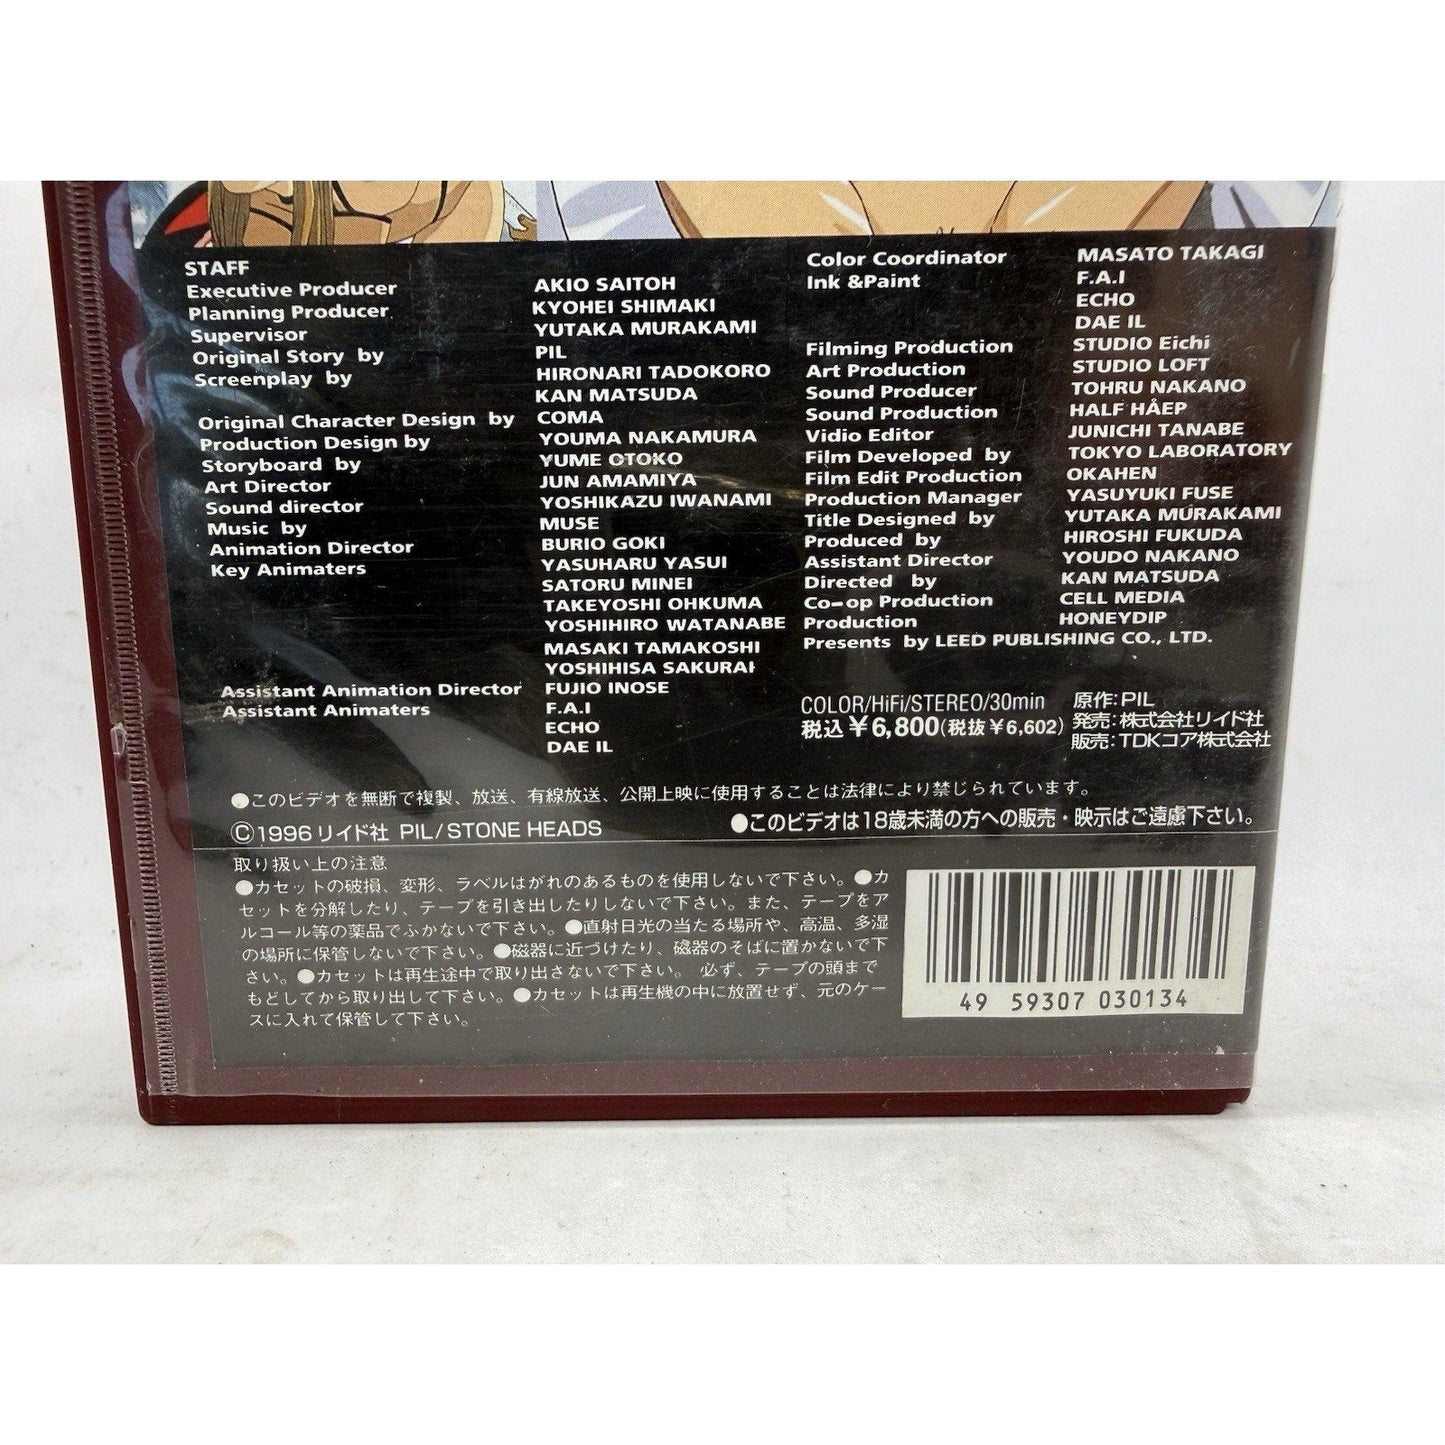 STAFF
Executive Producer AKIO SAITOH
Planning Producer KYOHEI SHIMAKI
Supervisor YUTAKA MURAKAMI
Original Story by PIL
Screenplay by HIRONARI TADOKORO
KAN MATSUDA
Original Character Design by COMA
Production Design by YOUMA NAKAMURA
Storyboard by YUME OTOKO
Art Director JUN AMAMIYA
Sound director YOSHIKAZU IWANAMI
Music by MUSE
Animation Director BURIO GOKI
Key Animaters YASUHARU YASUI
SATORU MINEI
TAKEYOSHI OHKUMA
YOSHIHIRO WATANABE
MASAKI TAMAKOSHI
YOSHIHISA SAKURAI
Assistant Animation Director FUJIO INOSE
Assistant Animaters F.A.I
ECHO
DAE IL
Color Coordinator MASATO TAKAGI
Ink &Paint F.A.I
ECHO
DAE IL
Filming Production STUDIO Eichi
Art Production STUDIO LOFT
Sound Producer TOHRU NAKANO
Sound Production HALF HÅEP
Vidio Editor JUNICHI TANABE
Film Developed by TOKYO LABORATORY
Film Edit Production OKAHEN
Production Manager YASUYUKI FUSE
Title Designed by YUTAKA MURAKAMI
Produced by HIROSHI FUKUDA
Assistant Director YOUDO NAKANO
Directed by KAN MATSUDA
Co-op Production CELL MEDIA
Production HONEYDIP
Presents by LEED PUBLISHING CO., LTD.
COLOR/HiFi/STEREO/30min
税込￥6,800(税抜￥6,602)
原作:PIL
発売:株式会社リイド社
販売:TDKコア株式会社
●このビデオを無断で複製、放送、有線放送、公開上映に使用することは法律により禁じられています。
©1996 リイド社 PIL/STONE HEADS
●このビデオは18歳未満の方への販売・映示はご遠慮下さい。
取り扱い上の注意
●カセットの破損、変形、ラベルはがれのあるものを使用しないで下さい。●カ
セットを分解したり、テープを引き出したりしないで下さい。また、テープをア
ルコール等の薬品でふかないで下さい。●直射日光の当たる場所や、高温、多湿
の場所に保管しないで下さい。●磁器に近づけたり、磁器のそばに置かないで下
さい。●カセットは再生途中で取り出さないで下さい。 必ず、テープの頭まで
もどしてから取り出して下さい。●カセットは再生機の中に放置せず、元のケー
スに入れて保管して下さい。
49 59307 030134